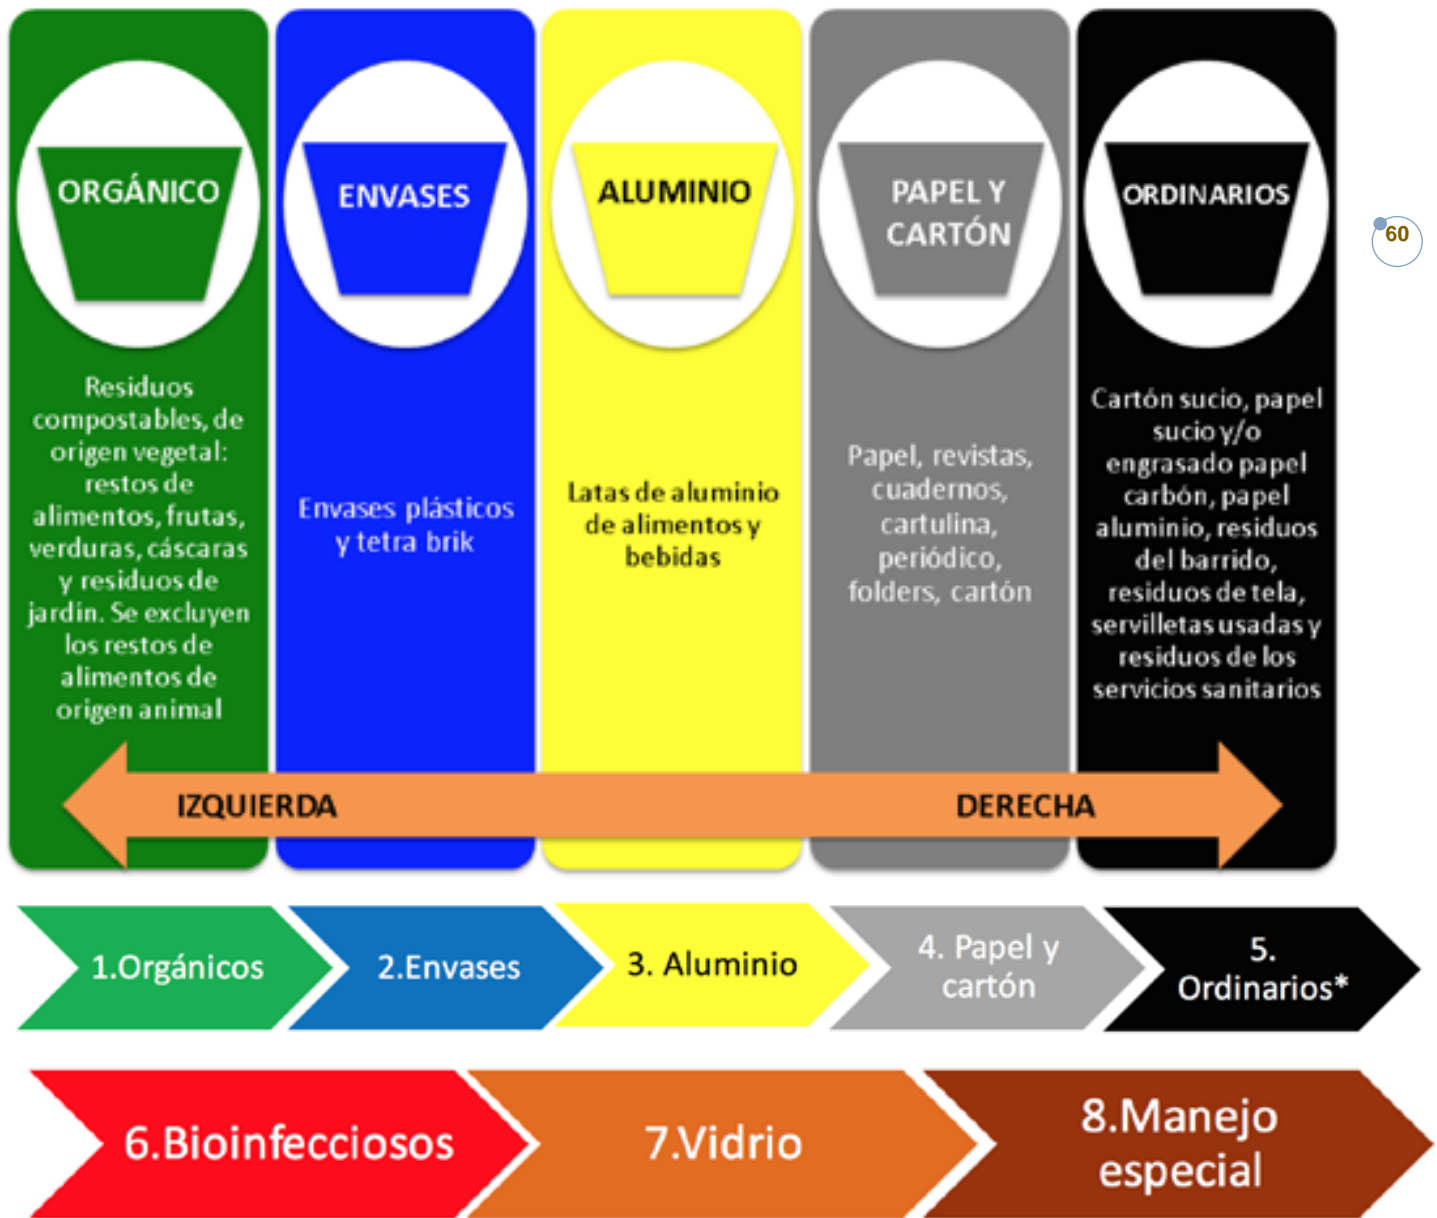 ORGÁNICO
Residuos
compostables, de
origen vegetal:
restos de
alimentos, frutas,
verduras, cáscaras
y residuos de
jardin. Se excluyen
los restos de
alimentos de
origen animal
ENVASES
Envases plásticos
y tetra brik
ALUMINIO
Latas de aluminio
de alimentos y
bebidas
PAPEL Y
CARTÓN
Papel, revistas,
cuadernos,
cartulina,
periódico,
folders, cartón
ORDINARIOS
Cartón sucio, papel
sucio y/o
engrasado papel
carbón, papel
aluminio, residuos
del barrido,
residuos de tela,
servilletas usadas y
residuos de los
servicios sanitarios
60
IZQUIERDA
DERECHA
1.Orgánicos
2.Envases
3. Aluminio
4. Papel y
cartón
5.
Ordinarios*
6.Bioinfecciosos
7.Vidrio
8.Manejo
especial